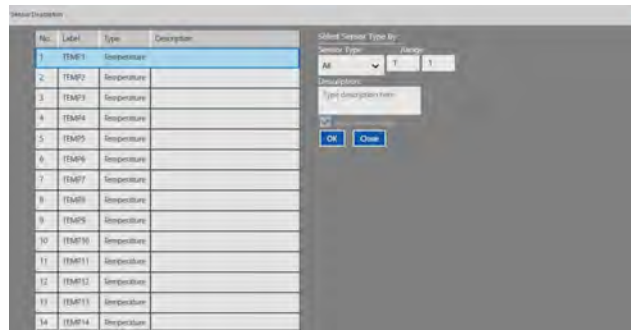 Sensor Description
No. Label Type Description
1 TEMP1 Temperature
2 TEMP2 Temperature
3 TEMP3 Temperature
4 TEMP4 Temperature
5 TEMP5 Temperature
6 TEMP6 Temperature
7 TEMP7 Temperature
8 TEMP8 Temperature
9 TEMP9 Temperature
10 TEMP10 Temperature
11 TEMP11 Temperature
12 TEMP12 Temperature
13 TEMP13 Temperature
14 TEMP14 Temperature
Select Sensor Type By:
Sensor Type: Range:
All 1 1
Description:
Type description here
OK Close